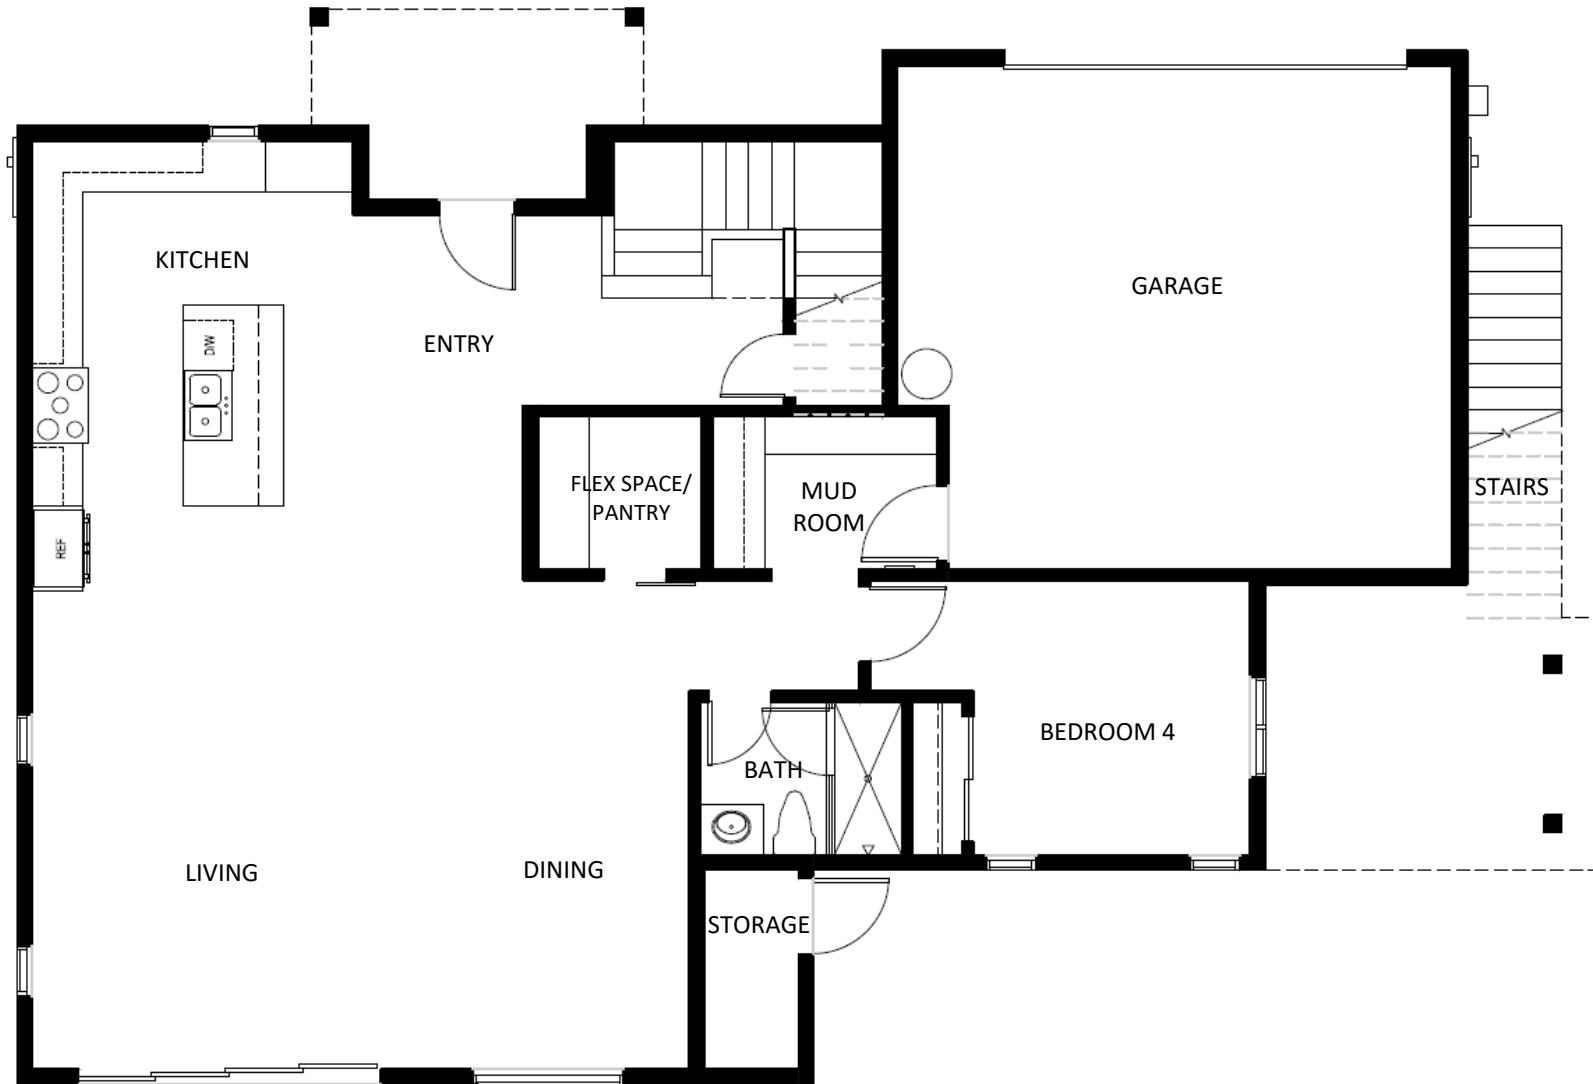 KITCHEN
GARAGE
ENTRY
D/W
FLEX SPACE/
PANTRY
MUD
ROOM
STAIRS
REF
BEDROOM 4
BATH
LIVING
DINING
STORAGE